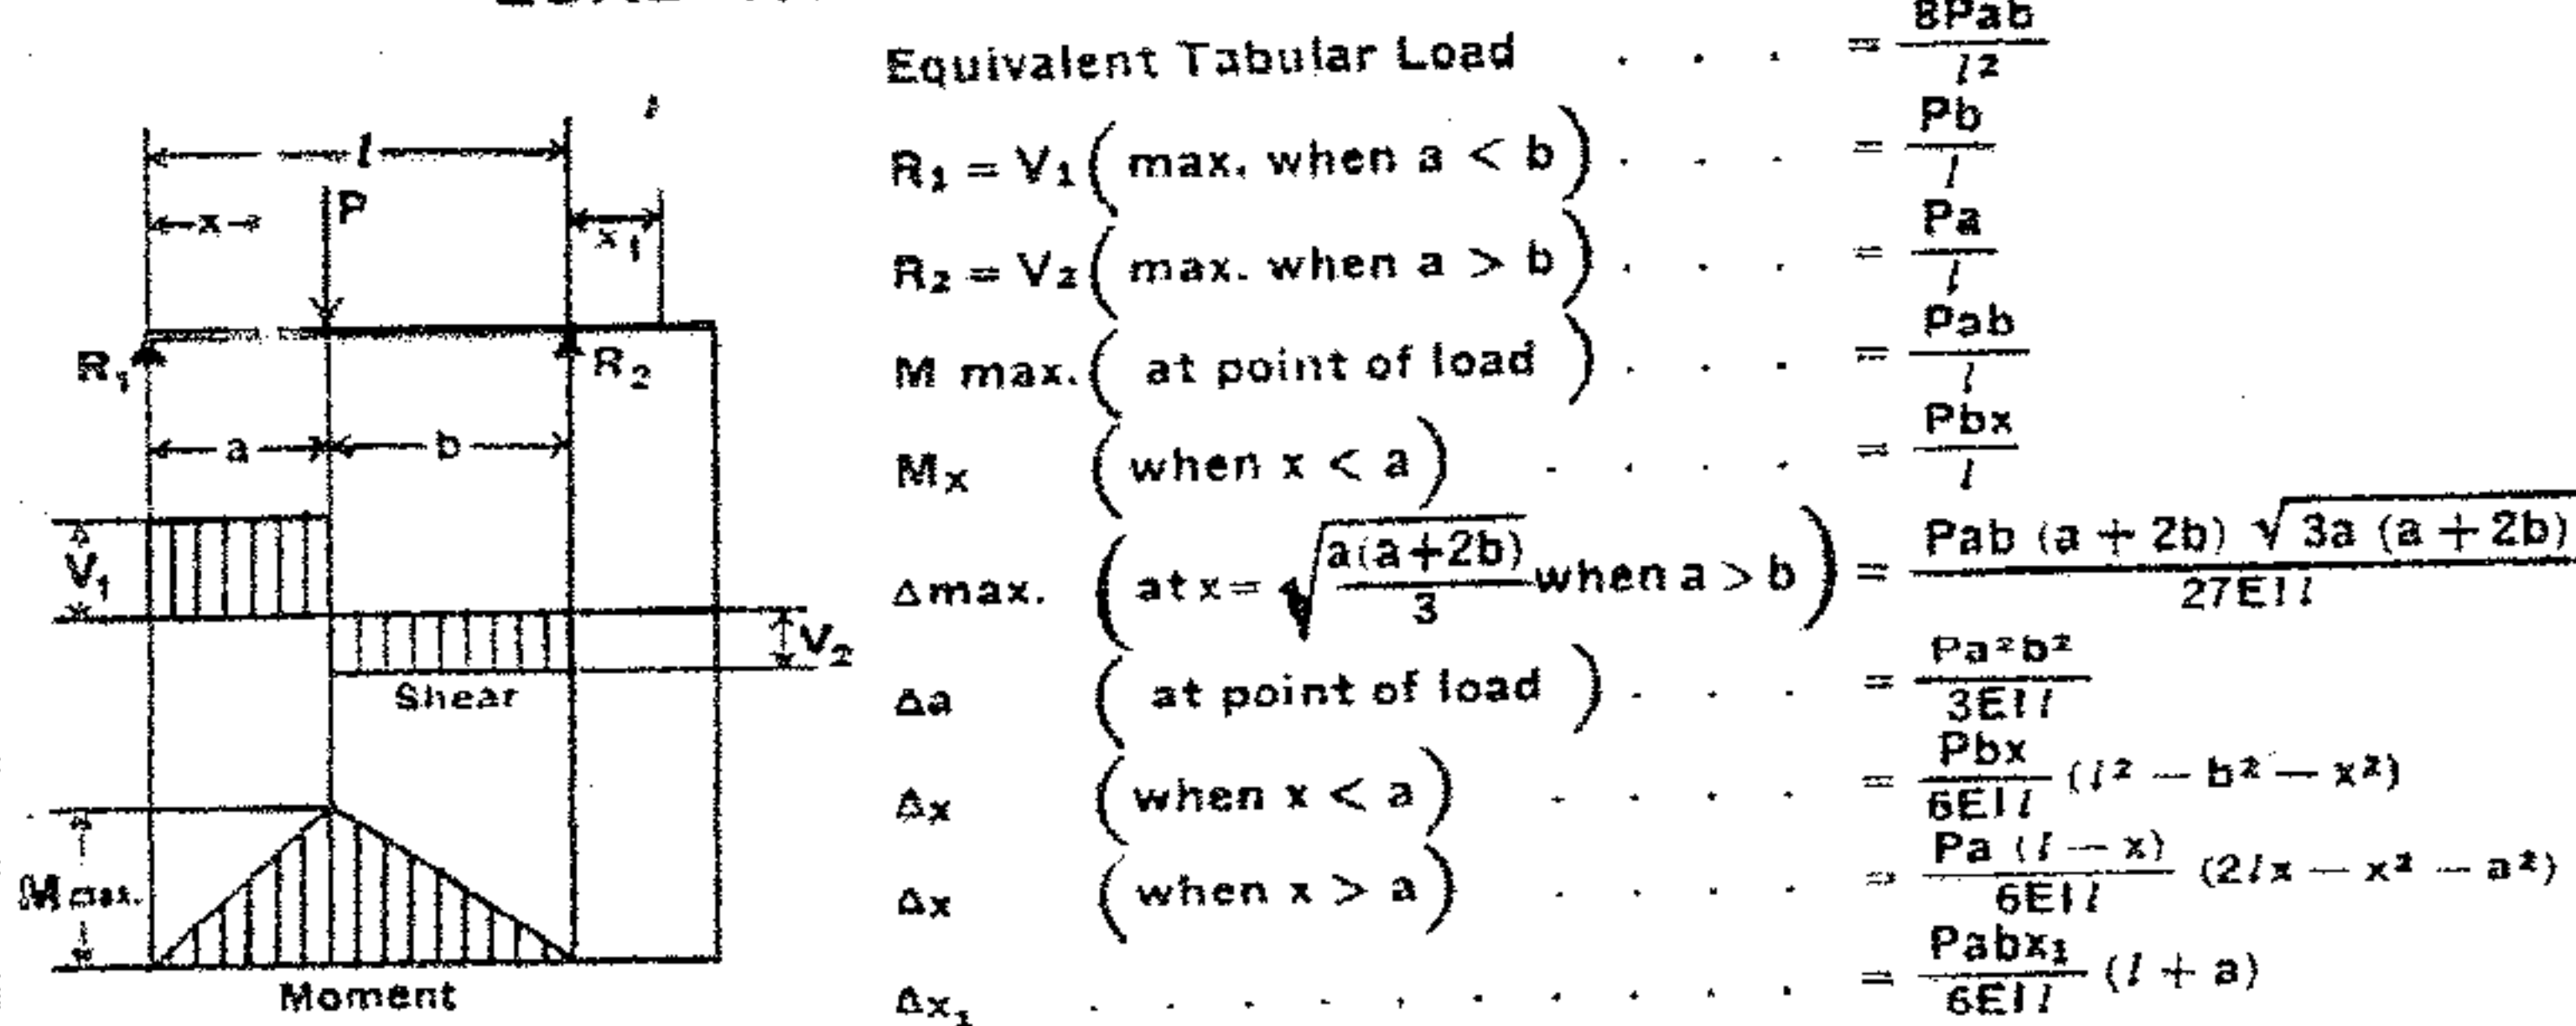 Equivalent Tabular Load . . . = 8Pab / l²
R₁ = V₁ ( max. when a < b ) . . . = Pb / l
R₂ = V₂ ( max. when a > b ) . . . = Pa / l
M max. ( at point of load ) . . . = Pab / l
Mₓ ( when x < a ) . . . . = Pbx / l
Δmax. ( at x = √(a(a+2b) / 3) when a > b ) = Pab (a + 2b) √(3a (a + 2b)) / 27EIl
Δa ( at point of load ) . . . = Pa²b² / 3EIl
Δx ( when x < a ) . . . . = Pbx / 6EIl (l² — b² — x²)
Δx ( when x > a ) . . . . = Pa (l — x) / 6EIl (2lx — x² — a²)
Δx₁ . . . . . . . . . . = Pabx₁ / 6EIl (l + a)
l
x
P
x₁
R₁
R₂
a
b
V₁
V₂
Shear
M max.
Moment